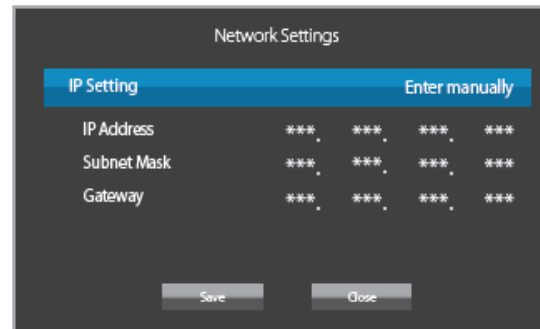 Network Settings
IP Setting Enter manually
IP Address ***. ***. ***. ***
Subnet Mask ***. ***. ***. ***
Gateway ***. ***. ***. ***
Save Close